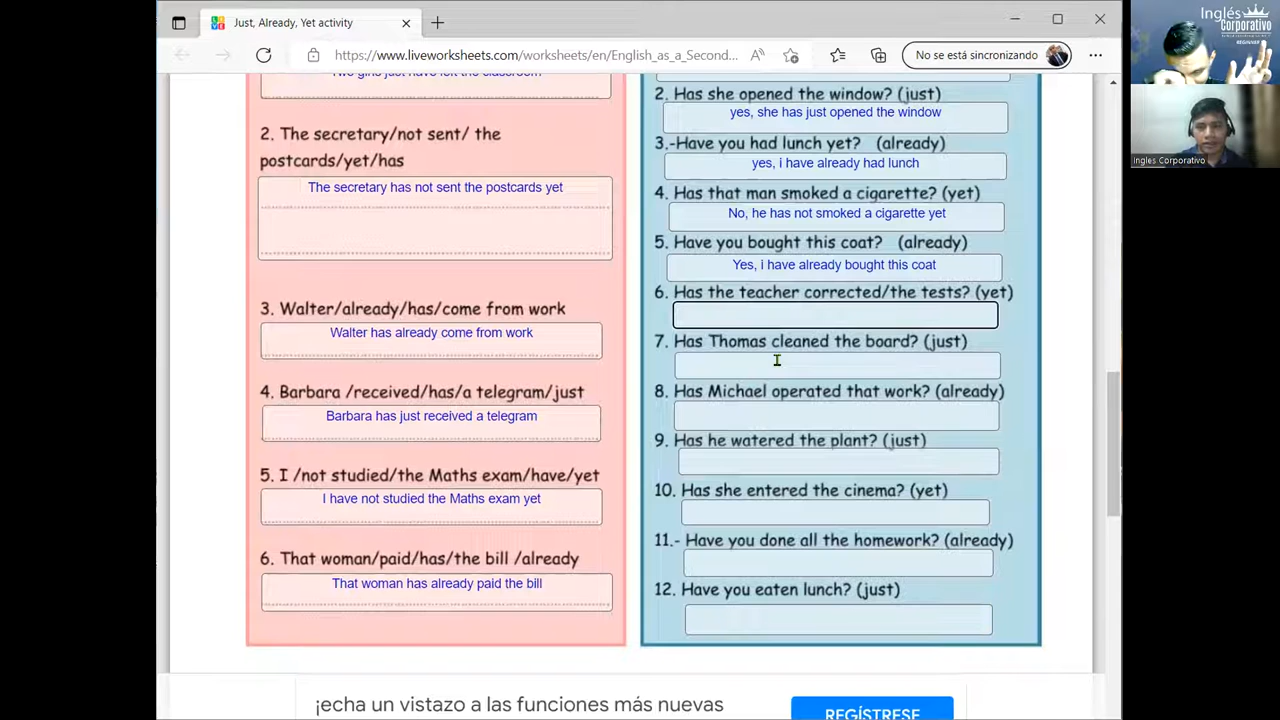 Just, Already, Yet activity
https://www.liveworksheets.com/worksheets/en/English_as_a_Second...
No se está sincronizando
Inglés
Corporativo
BEGINNER
Ingles Corporativo
Two girls just have left the classroom
2. The secretary/not sent/ the
postcards/yet/has
The secretary has not sent the postcards yet
3. Walter/already/has/come from work
Walter has already come from work
4. Barbara /received/has/a telegram/just
Barbara has just received a telegram
5. I /not studied/the Maths exam/have/yet
I have not studied the Maths exam yet
6. That woman/paid/has/the bill /already
That woman has already paid the bill
2. Has she opened the window? (just)
yes, she has just opened the window
3.-Have you had lunch yet? (already)
yes, i have already had lunch
4. Has that man smoked a cigarette? (yet)
No, he has not smoked a cigarette yet
5. Have you bought this coat? (already)
Yes, i have already bought this coat
6. Has the teacher corrected/the tests? (yet)
7. Has Thomas cleaned the board? (just)
8. Has Michael operated that work? (already)
9. Has he watered the plant? (just)
10. Has she entered the cinema? (yet)
11.- Have you done all the homework? (already)
12. Have you eaten lunch? (just)
¡echa un vistazo a las funciones más nuevas
REGÍSTRESE